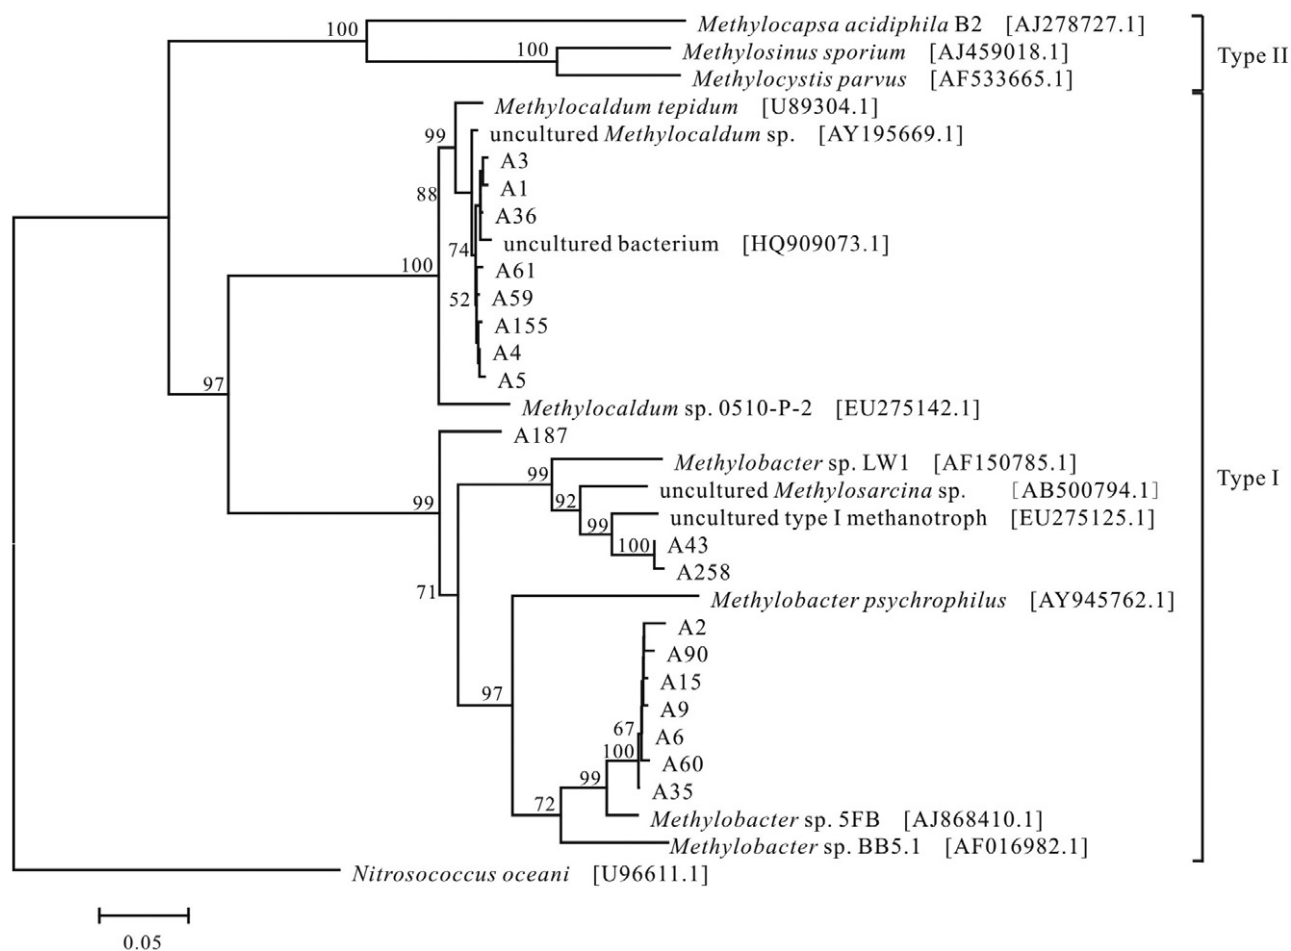 Methylocapsa acidiphila B2 [AJ278727.1]
100
100
Methylosinus sporium [AJ459018.1]
Type II
Methylocystis parvus [AF533665.1]
Methylocaldum tepidum [U89304.1]
99
uncultured Methylocaldum sp. [AY195669.1]
A3
A1
88
A36
uncultured bacterium [HQ909073.1]
74
100
A61
52
A59
A155
A4
A5
97
Methylocaldum sp. 0510-P-2 [EU275142.1]
A187
Methylobacter sp. LW1 [AF150785.1]
99
Type I
uncultured Methylosarcina sp. [AB500794.1]
99
92
uncultured type I methanotroph [EU275125.1]
99
100
A43
A258
71
Methylobacter psychrophilus [AY945762.1]
A2
A90
A15
97
A9
67
A6
100
A60
99
A35
72
Methylobacter sp. 5FB [AJ868410.1]
Methylobacter sp. BB5.1 [AF016982.1]
Nitrosococcus oceani [U96611.1]
0.05